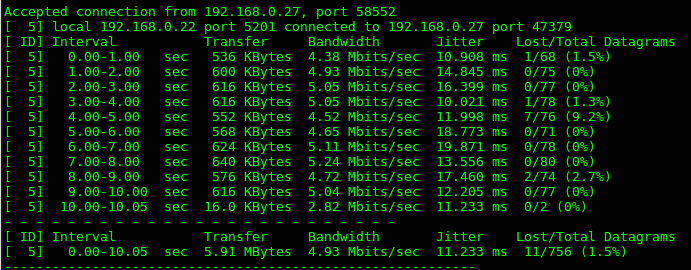 Accepted connection from 192.168.0.27, port 58552
[  5] local 192.168.0.22 port 5201 connected to 192.168.0.27 port 47379
[ ID] Interval           Transfer     Bandwidth       Jitter    Lost/Total Datagrams
[  5]   0.00-1.00   sec   536 KBytes  4.38 Mbits/sec  10.908 ms  1/68 (1.5%)
[  5]   1.00-2.00   sec   600 KBytes  4.93 Mbits/sec  14.845 ms  0/75 (0%)
[  5]   2.00-3.00   sec   616 KBytes  5.05 Mbits/sec  16.399 ms  0/77 (0%)
[  5]   3.00-4.00   sec   616 KBytes  5.05 Mbits/sec  10.021 ms  1/78 (1.3%)
[  5]   4.00-5.00   sec   552 KBytes  4.52 Mbits/sec  11.998 ms  7/76 (9.2%)
[  5]   5.00-6.00   sec   568 KBytes  4.65 Mbits/sec  18.773 ms  0/71 (0%)
[  5]   6.00-7.00   sec   624 KBytes  5.11 Mbits/sec  19.871 ms  0/78 (0%)
[  5]   7.00-8.00   sec   640 KBytes  5.24 Mbits/sec  13.556 ms  0/80 (0%)
[  5]   8.00-9.00   sec   576 KBytes  4.72 Mbits/sec  17.460 ms  2/74 (2.7%)
[  5]   9.00-10.00  sec   616 KBytes  5.04 Mbits/sec  12.205 ms  0/77 (0%)
[  5]  10.00-10.05  sec  16.0 KBytes  2.82 Mbits/sec  11.233 ms  0/2 (0%)
- - - - - - - - - - - - - - - - - - - - - - - - -
[ ID] Interval           Transfer     Bandwidth       Jitter    Lost/Total Datagrams
[  5]   0.00-10.05  sec  5.91 MBytes  4.93 Mbits/sec  11.233 ms  11/756 (1.5%)
-----------------------------------------------------------